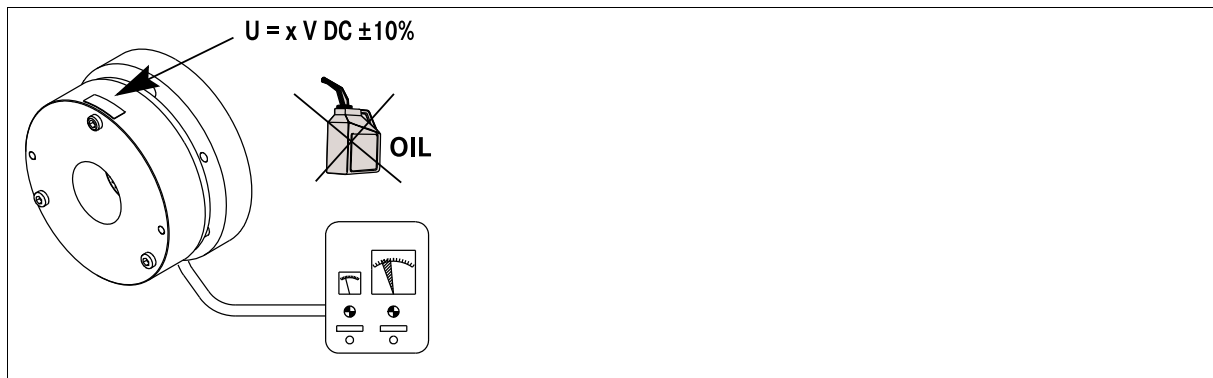 U = x V DC ±10%
OIL